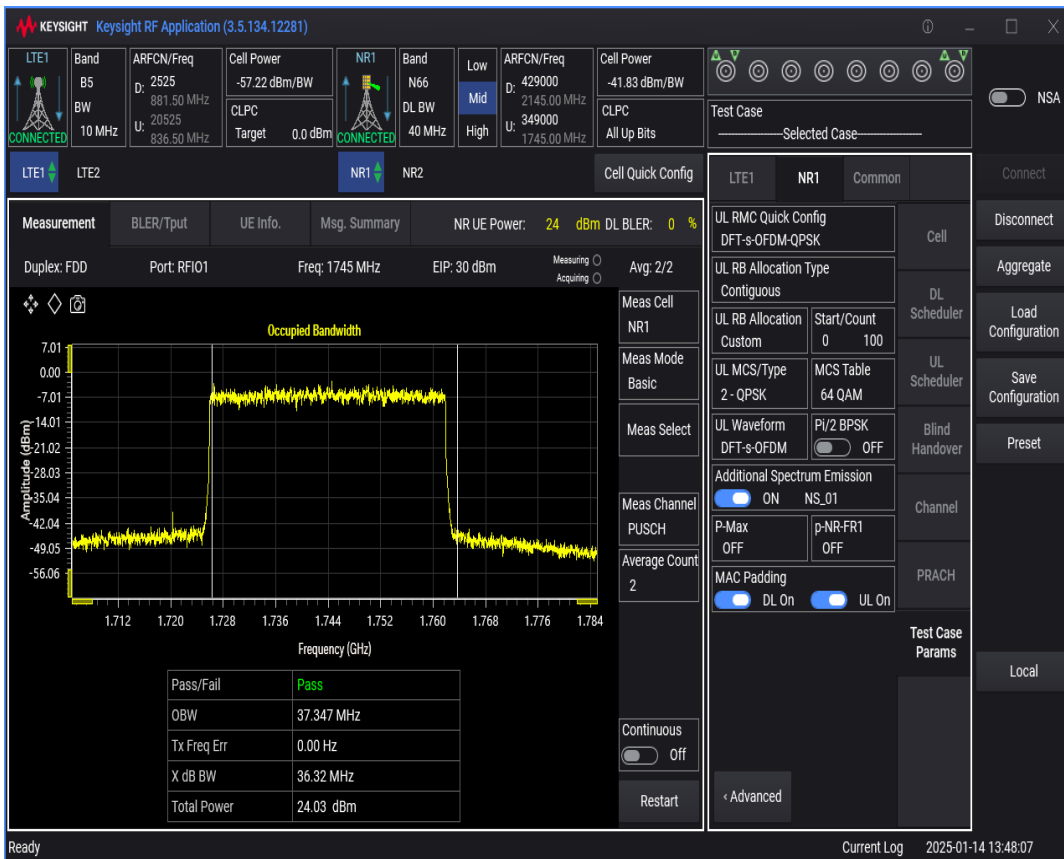 KEYSIGHT Keysight RF Application (3.5.134.12281)
LTE1
CONNECTED
Band
B5
BW
10 MHz
ARFCN/Freq
D: 2525
881.50 MHz
U: 20525
836.50 MHz
Cell Power
-57.22 dBm/BW
CLPC
Target 0.0 dBm
NR1
CONNECTED
Band
N66
DL BW
40 MHz
Low
Mid
High
ARFCN/Freq
D: 429000
2145.00 MHz
U: 349000
1745.00 MHz
Cell Power
-41.83 dBm/BW
CLPC
All Up Bits
Test Case
---------------------Selected Case---------------------
NSA
LTE1 LTE2 NR1 NR2 Cell Quick Config
Measurement BLER/Tput UE Info. Msg. Summary NR UE Power: 24 dBm DL BLER: 0 %
Duplex: FDD Port: RFIO1 Freq: 1745 MHz EIP: 30 dBm Measuring Avg: 2/2
Acquiring
Occupied Bandwidth
Amplitude (dBm)
7.01
0.00
-7.01
-14.01
-21.02
-28.03
-35.04
-42.04
-49.05
-56.06
1.712 1.720 1.728 1.736 1.744 1.752 1.760 1.768 1.776 1.784
Frequency (GHz)
Pass/Fail Pass
OBW 37.347 MHz
Tx Freq Err 0.00 Hz
X dB BW 36.32 MHz
Total Power 24.03 dBm
Meas Cell
NR1
Meas Mode
Basic
Meas Select
Meas Channel
PUSCH
Average Count
2
Continuous
Off
Restart
LTE1 NR1 Common
UL RMC Quick Config
DFT-s-OFDM-QPSK
UL RB Allocation Type
Contiguous
UL RB Allocation
Custom
Start/Count
0 100
UL MCS/Type
2 - QPSK
MCS Table
64 QAM
UL Waveform
DFT-s-OFDM
Pi/2 BPSK
OFF
Additional Spectrum Emission
ON NS_01
P-Max
OFF
p-NR-FR1
OFF
MAC Padding
DL On UL On
‹ Advanced
Cell
DL
Scheduler
UL
Scheduler
Blind
Handover
Channel
PRACH
Test Case
Params
Connect
Disconnect
Aggregate
Load
Configuration
Save
Configuration
Preset
Local
Ready Current Log 2025-01-14 13:48:07